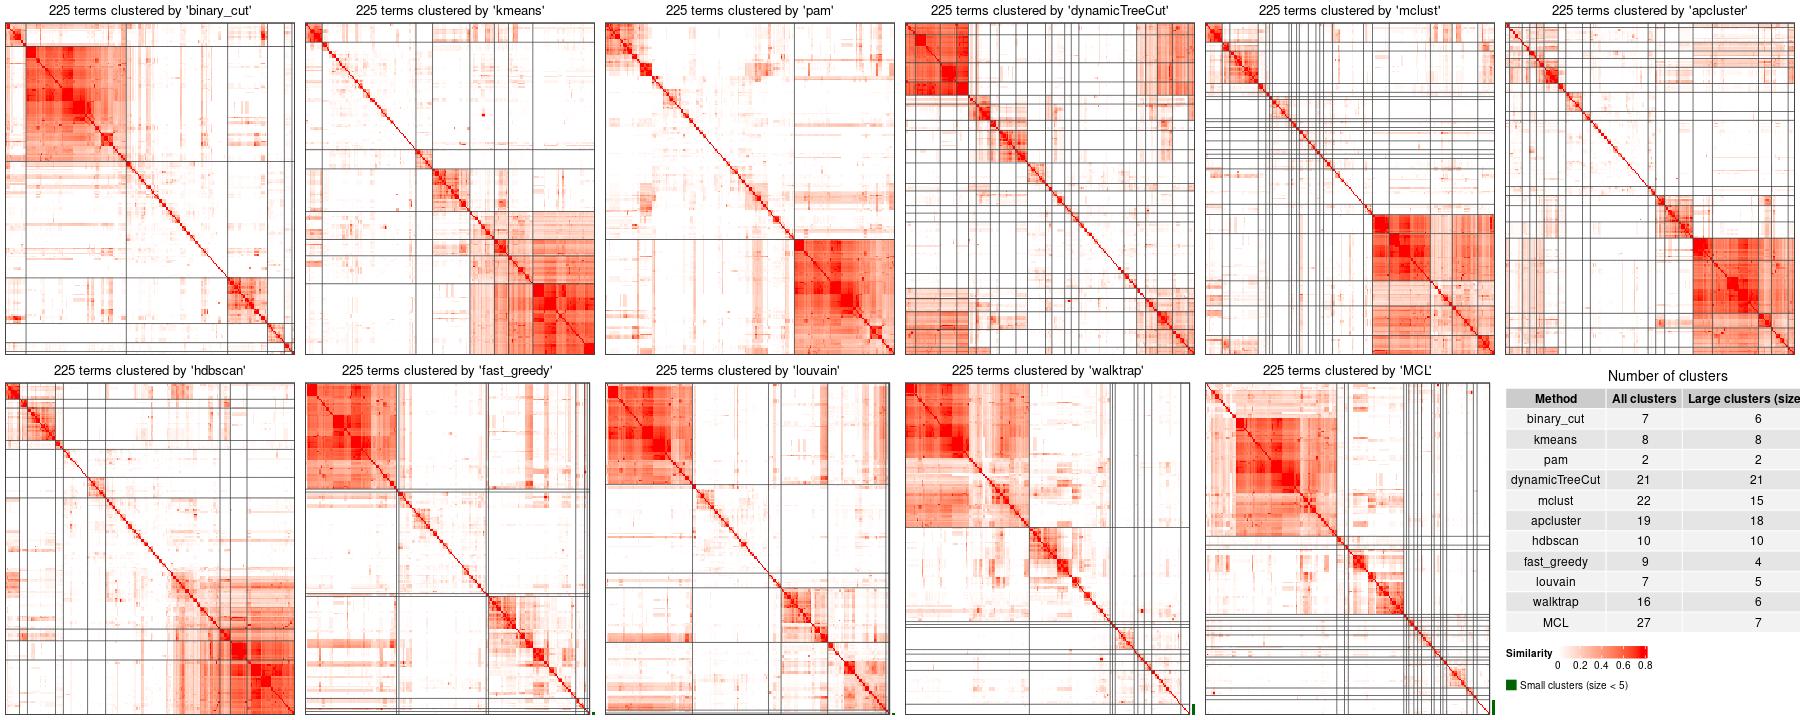 225 terms clustered by 'binary_cut'
225 terms clustered by 'kmeans'
225 terms clustered by 'pam'
225 terms clustered by 'dynamicTreeCut'
225 terms clustered by 'mclust'
225 terms clustered by 'apcluster'
225 terms clustered by 'hdbscan'
225 terms clustered by 'fast_greedy'
225 terms clustered by 'louvain'
225 terms clustered by 'walktrap'
225 terms clustered by 'MCL'
Number of clusters
Method All clusters Large clusters (size
binary_cut 7 6
kmeans 8 8
pam 2 2
dynamicTreeCut 21 21
mclust 22 15
apcluster 19 18
hdbscan 10 10
fast_greedy 9 4
louvain 7 5
walktrap 16 6
MCL 27 7
Similarity
0 0.2 0.4 0.6 0.8
Small clusters (size < 5)